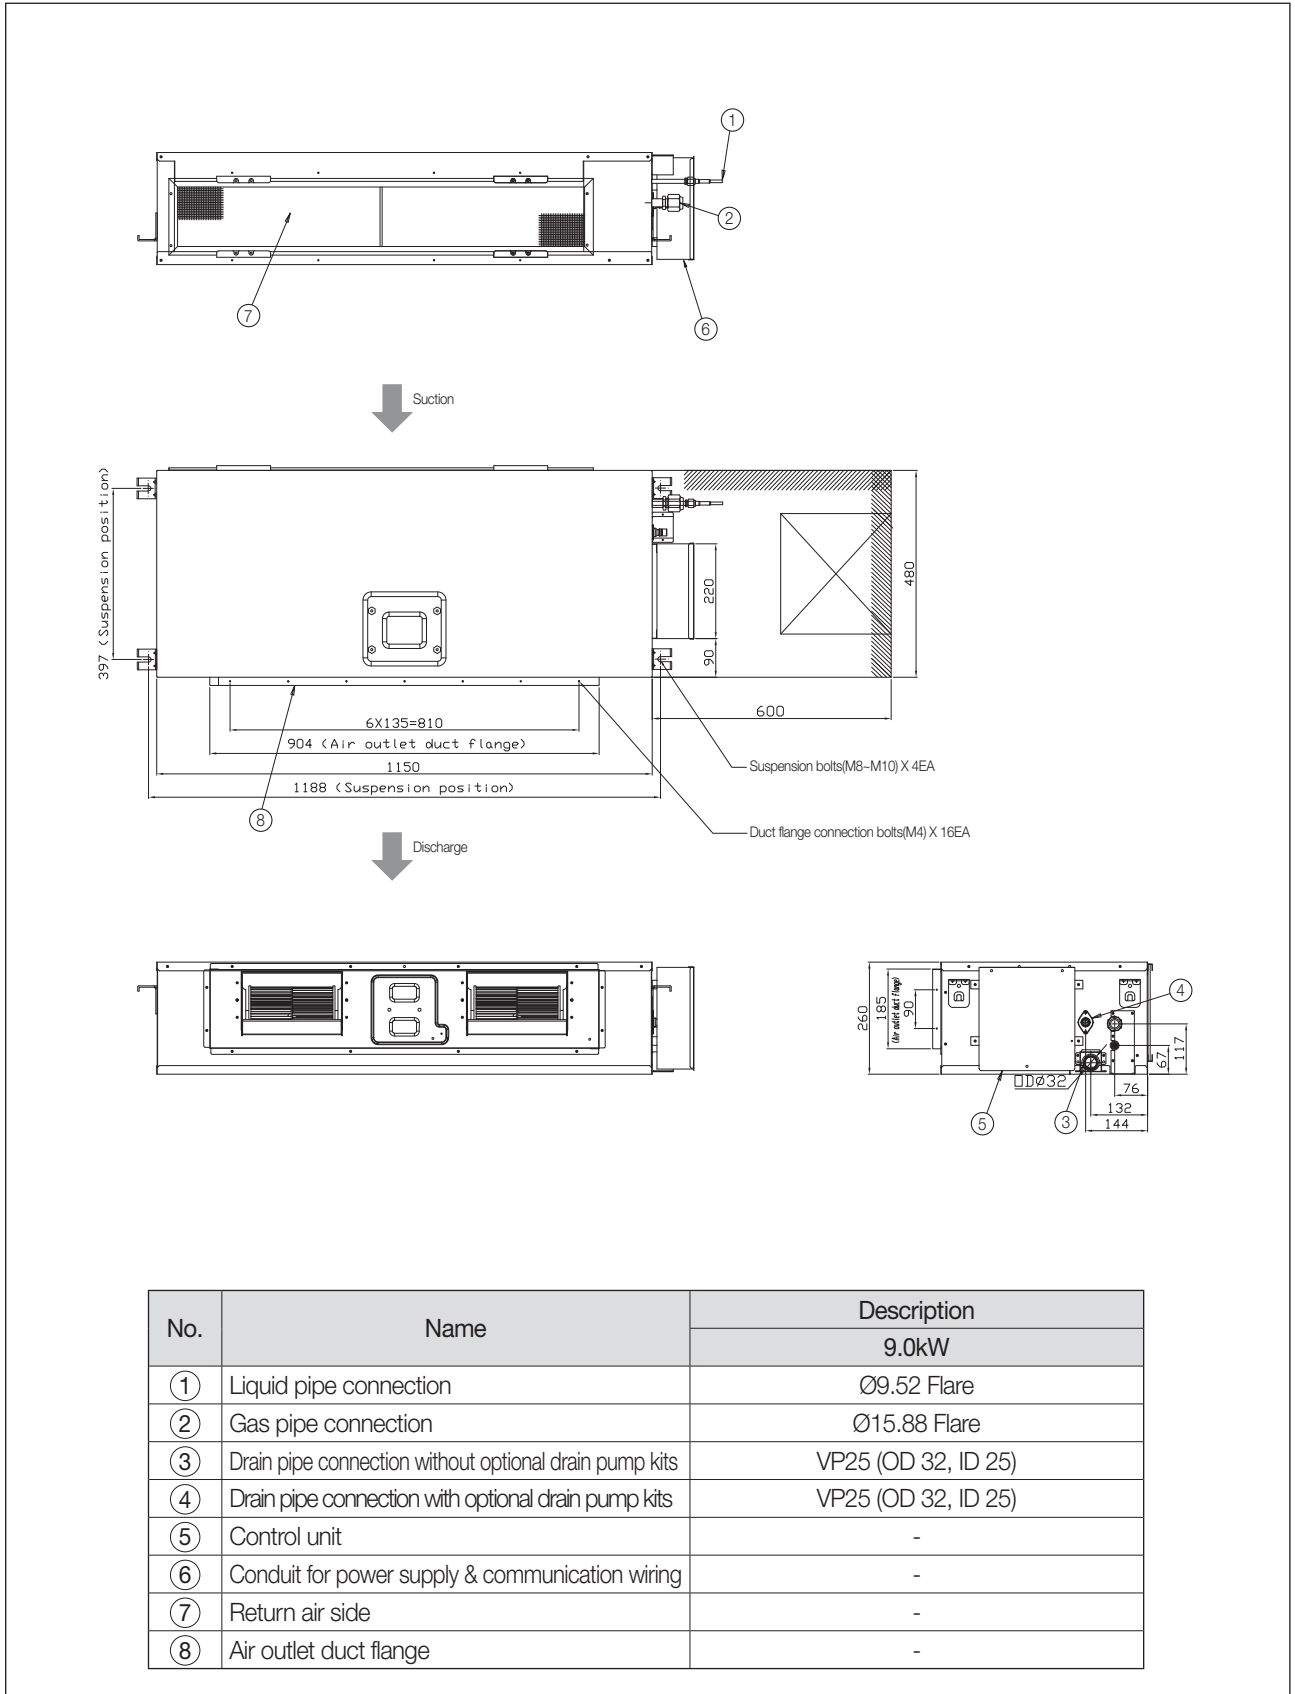 1
2
7
6
Suction
397 (Suspension position)
220
90
480
600
6X135=810
904 (Air outlet duct flange)
1150
1188 (Suspension position)
Suspension bolts(M8~M10) X 4EA
8
Duct flange connection bolts(M4) X 16EA
Discharge
260
185
(Air outlet duct flange)
90
4
67
117
ODø32
76
132
144
5
3
No. Name Description
9.0kW
1 Liquid pipe connection Ø9.52 Flare
2 Gas pipe connection Ø15.88 Flare
3 Drain pipe connection without optional drain pump kits VP25 (OD 32, ID 25)
4 Drain pipe connection with optional drain pump kits VP25 (OD 32, ID 25)
5 Control unit -
6 Conduit for power supply & communication wiring -
7 Return air side -
8 Air outlet duct flange -